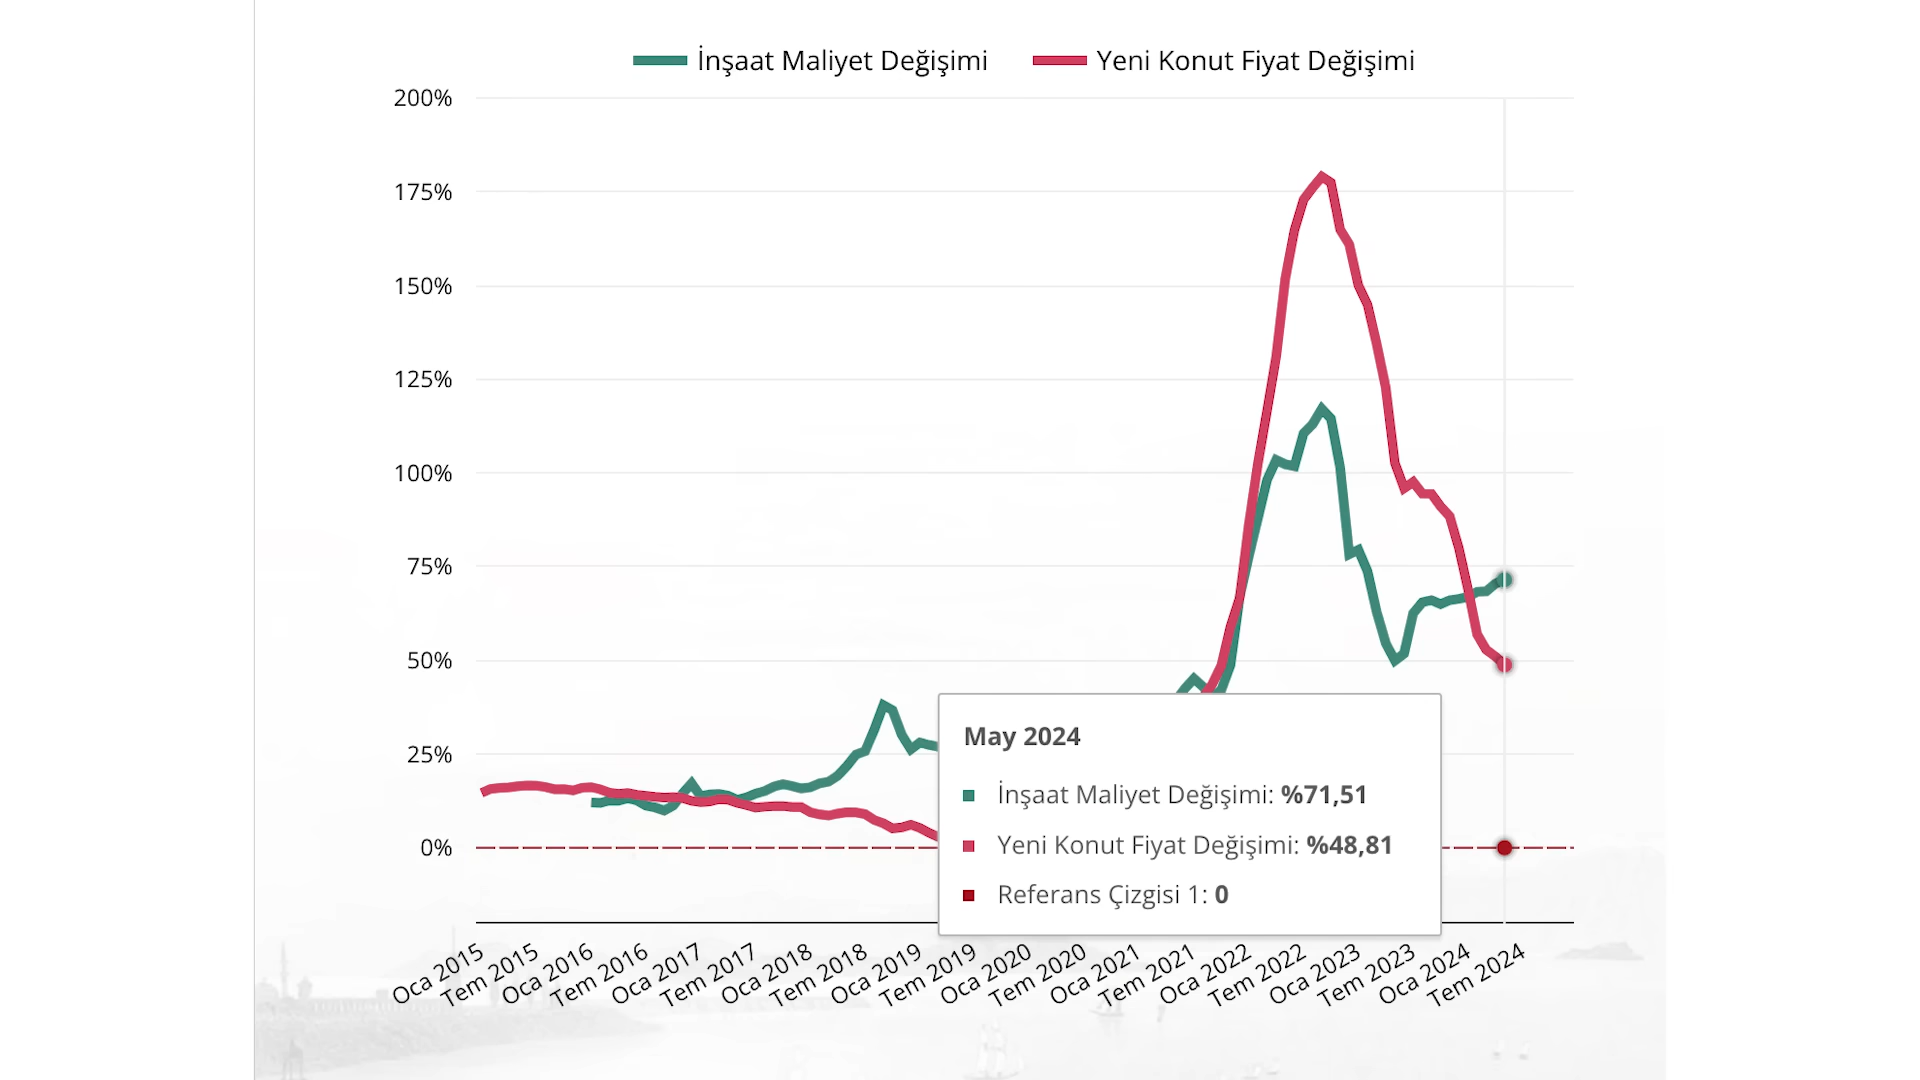 İnşaat Maliyet Değişimi
Yeni Konut Fiyat Değişimi
200%
175%
150%
125%
100%
75%
50%
25%
0%
May 2024
İnşaat Maliyet Değişimi: %71,51
Yeni Konut Fiyat Değişimi: %48,81
Referans Çizgisi 1: 0
Oca 2015
Tem 2015
Oca 2016
Tem 2016
Oca 2017
Tem 2017
Oca 2018
Tem 2018
Oca 2019
Tem 2019
Oca 2020
Tem 2020
Oca 2021
Tem 2021
Oca 2022
Tem 2022
Oca 2023
Tem 2023
Oca 2024
Tem 2024